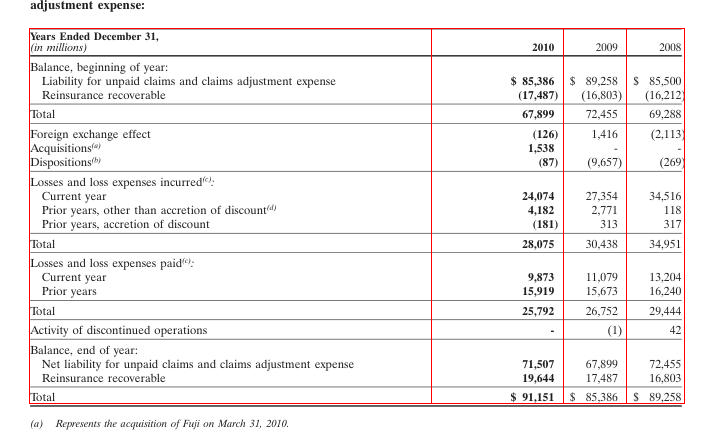 adjustment expense:
Years Ended December 31,
(in millions) 2010 2009 2008
Balance, beginning of year:
Liability for unpaid claims and claims adjustment expense $ 85,386 $ 89,258 $ 85,500
Reinsurance recoverable (17,487) (16,803) (16,212)
Total 67,899 72,455 69,288
Foreign exchange effect (126) 1,416 (2,113)
Acquisitions(a) 1,538 - -
Dispositions(b) (87) (9,657) (269)
Losses and loss expenses incurred(c):
Current year 24,074 27,354 34,516
Prior years, other than accretion of discount(d) 4,182 2,771 118
Prior years, accretion of discount (181) 313 317
Total 28,075 30,438 34,951
Losses and loss expenses paid(c):
Current year 9,873 11,079 13,204
Prior years 15,919 15,673 16,240
Total 25,792 26,752 29,444
Activity of discontinued operations - (1) 42
Balance, end of year:
Net liability for unpaid claims and claims adjustment expense 71,507 67,899 72,455
Reinsurance recoverable 19,644 17,487 16,803
Total $ 91,151 $ 85,386 $ 89,258
(a) Represents the acquisition of Fuji on March 31, 2010.